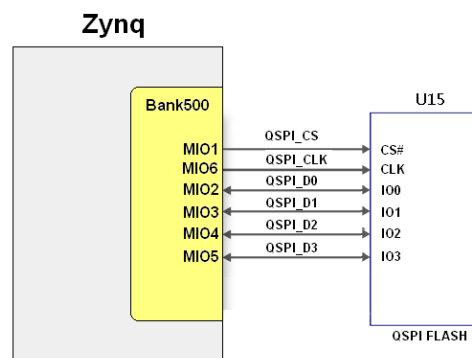 Zynq
Bank500
U15
MIO1 QSPI_CS CS#
MIO6 QSPI_CLK CLK
MIO2 QSPI_D0 IO0
MIO3 QSPI_D1 IO1
MIO4 QSPI_D2 IO2
MIO5 QSPI_D3 IO3
QSPI FLASH